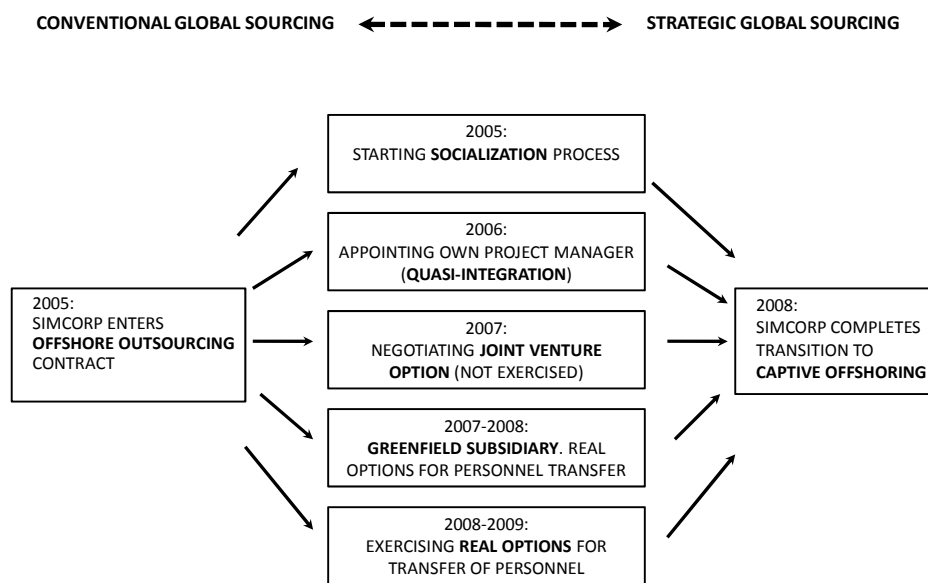 CONVENTIONAL GLOBAL SOURCING
STRATEGIC GLOBAL SOURCING
2005:
STARTING SOCIALIZATION PROCESS
2006:
APPOINTING OWN PROJECT MANAGER
(QUASI-INTEGRATION)
2005:
SIMCORP ENTERS
OFFSHORE OUTSOURCING
CONTRACT
2007:
NEGOTIATING JOINT VENTURE
OPTION (NOT EXERCISED)
2008:
SIMCORP COMPLETES
TRANSITION TO
CAPTIVE OFFSHORING
2007-2008:
GREENFIELD SUBSIDIARY. REAL
OPTIONS FOR PERSONNEL TRANSFER
2008-2009:
EXERCISING REAL OPTIONS FOR
TRANSFER OF PERSONNEL